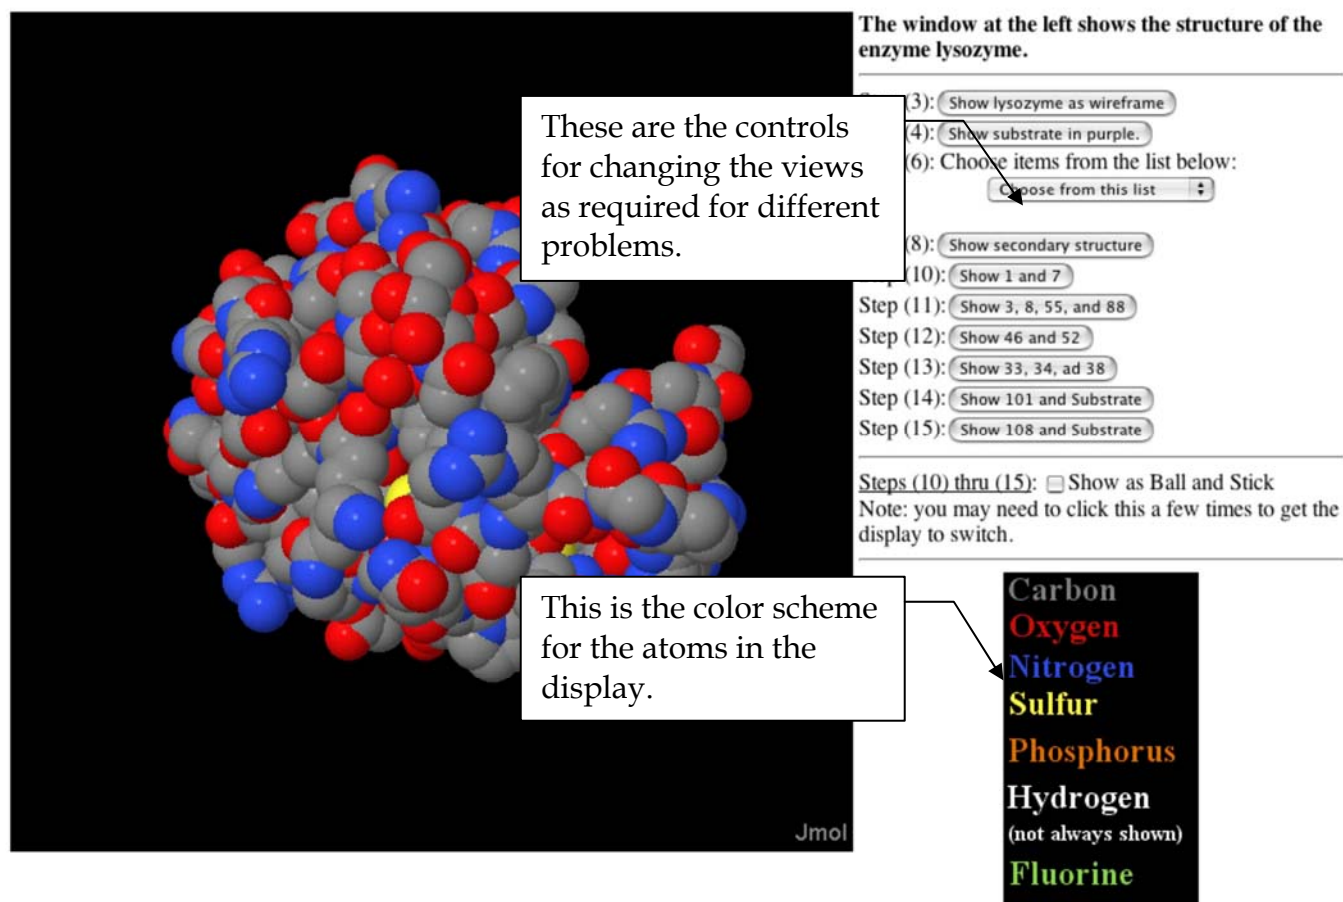 The window at the left shows the structure of the
enzyme lysozyme.
(3): Show lysozyme as wireframe
(4): Show substrate in purple.
(6): Choose items from the list below:
Choose from this list
(8): Show secondary structure
(10): Show 1 and 7
Step (11): Show 3, 8, 55, and 88
Step (12): Show 46 and 52
Step (13): Show 33, 34, ad 38
Step (14): Show 101 and Substrate
Step (15): Show 108 and Substrate
Steps (10) thru (15): Show as Ball and Stick
Note: you may need to click this a few times to get the
display to switch.
These are the controls
for changing the views
as required for different
problems.
This is the color scheme
for the atoms in the
display.
Carbon
Oxygen
Nitrogen
Sulfur
Phosphorus
Hydrogen
(not always shown)
Fluorine
Jmol